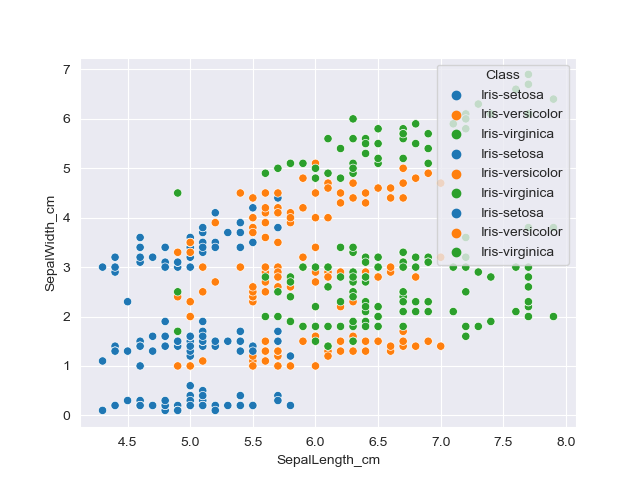 7
6
5
4
3
2
1
0
SepalWidth_cm
4.5 5.0 5.5 6.0 6.5 7.0 7.5 8.0
SepalLength_cm
Class
Iris-setosa
Iris-versicolor
Iris-virginica
Iris-setosa
Iris-versicolor
Iris-virginica
Iris-setosa
Iris-versicolor
Iris-virginica